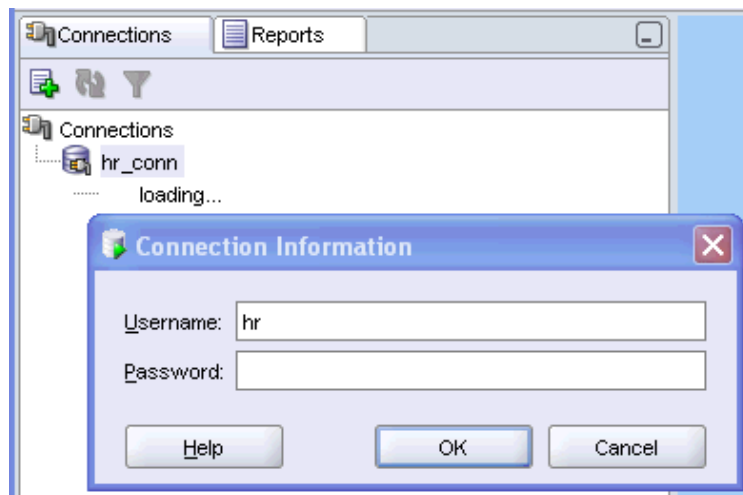 Connections Reports
Connections
hr_conn
loading...
Connection Information
Username: hr
Password:
Help OK Cancel